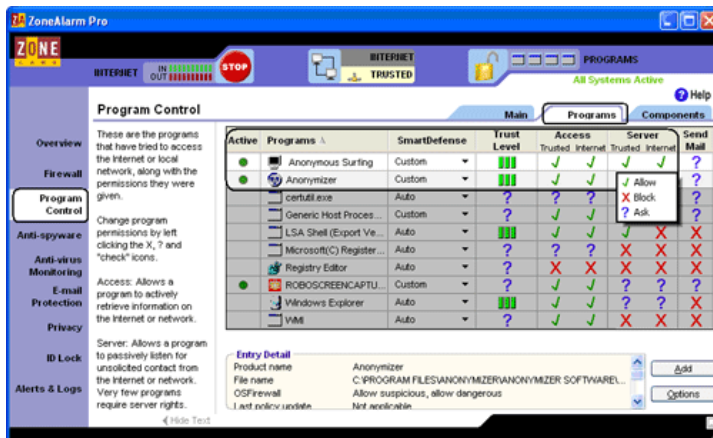 ZoneAlarm Pro
ZONE
LABS
INTERNET IN OUT
STOP
INTERNET
TRUSTED
PROGRAMS
All Systems Active
Help
Program Control
Main
Programs
Components
Overview
Firewall
Program Control
Anti-spyware
Anti-virus Monitoring
E-mail Protection
Privacy
ID Lock
Alerts & Logs
These are the programs
that have tried to access
the Internet or local
network, along with the
permissions they were
given.
Change program
permissions by left
clicking the X, ? and
"check" icons.
Access: Allows a
program to actively
retrieve information on
the Internet or network.
Server: Allows a program
to passively listen for
unsolicited contact from
the Internet or network.
Very few programs
require server rights.
Hide Text
Active Programs SmartDefense Trust Level Access Server Send Mail
Trusted Internet Trusted Internet
Anonymous Surfing Custom ?
Anonymizer Custom ?
certutil.exe Auto ? ? ? ? ? ?
Generic Host Proces... Custom ? ?
LSA Shell (Export Ve... Auto X X
Microsoft(C) Register... Auto ? ? ? X X X
Registry Editor Auto ? X X X X X
ROBOSCREENCAPTU... Custom ? ? ? ?
Windows Explorer Auto ? ? X
WMI Auto ? X X X
Allow
X Block
? Ask
Entry Detail
Product name Anonymizer
File name C:\PROGRAM FILES\ANONYMIZER\ANONYMIZER SOFTWARE\...
OSFirewall Allow suspicious, allow dangerous
Last policy update Not applicable
Add
Options